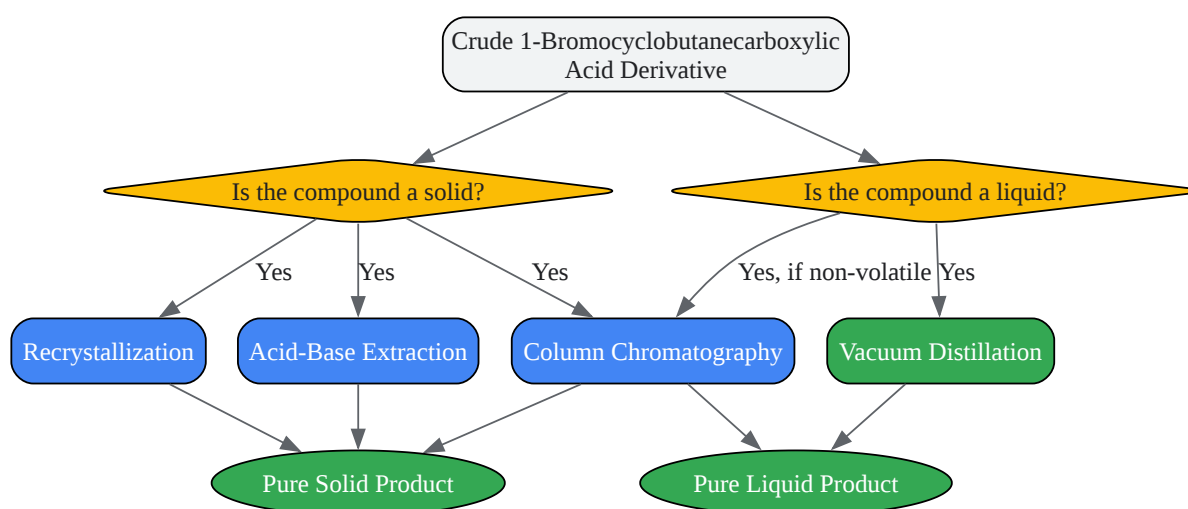 Crude 1-Bromocyclobutanecarboxylic
Acid Derivative
Is the compound a solid?
Is the compound a liquid?
Yes
Yes
Yes
Yes, if non-volatile
Yes
Recrystallization
Acid-Base Extraction
Column Chromatography
Vacuum Distillation
Pure Solid Product
Pure Liquid Product